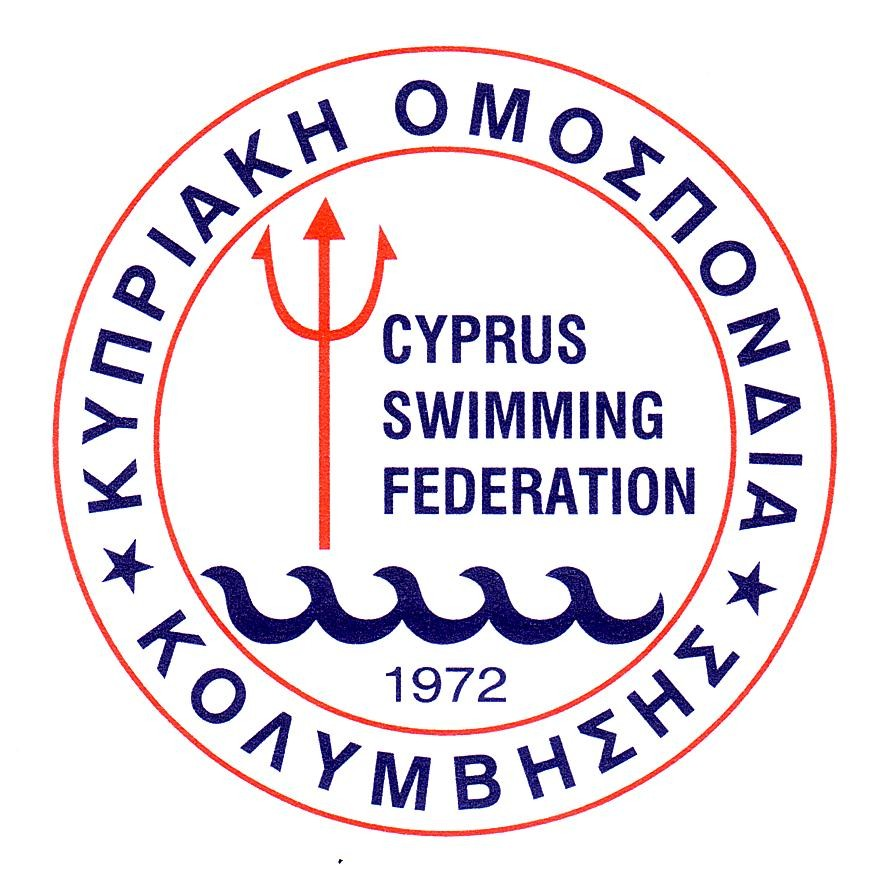 ΚΥΠΡΙΑΚΗ ΟΜΟΣΠΟΝΔΙΑ
CYPRUS
SWIMMING
FEDERATION
1972
ΚΟΛΥΜΒΗΣΗΣ